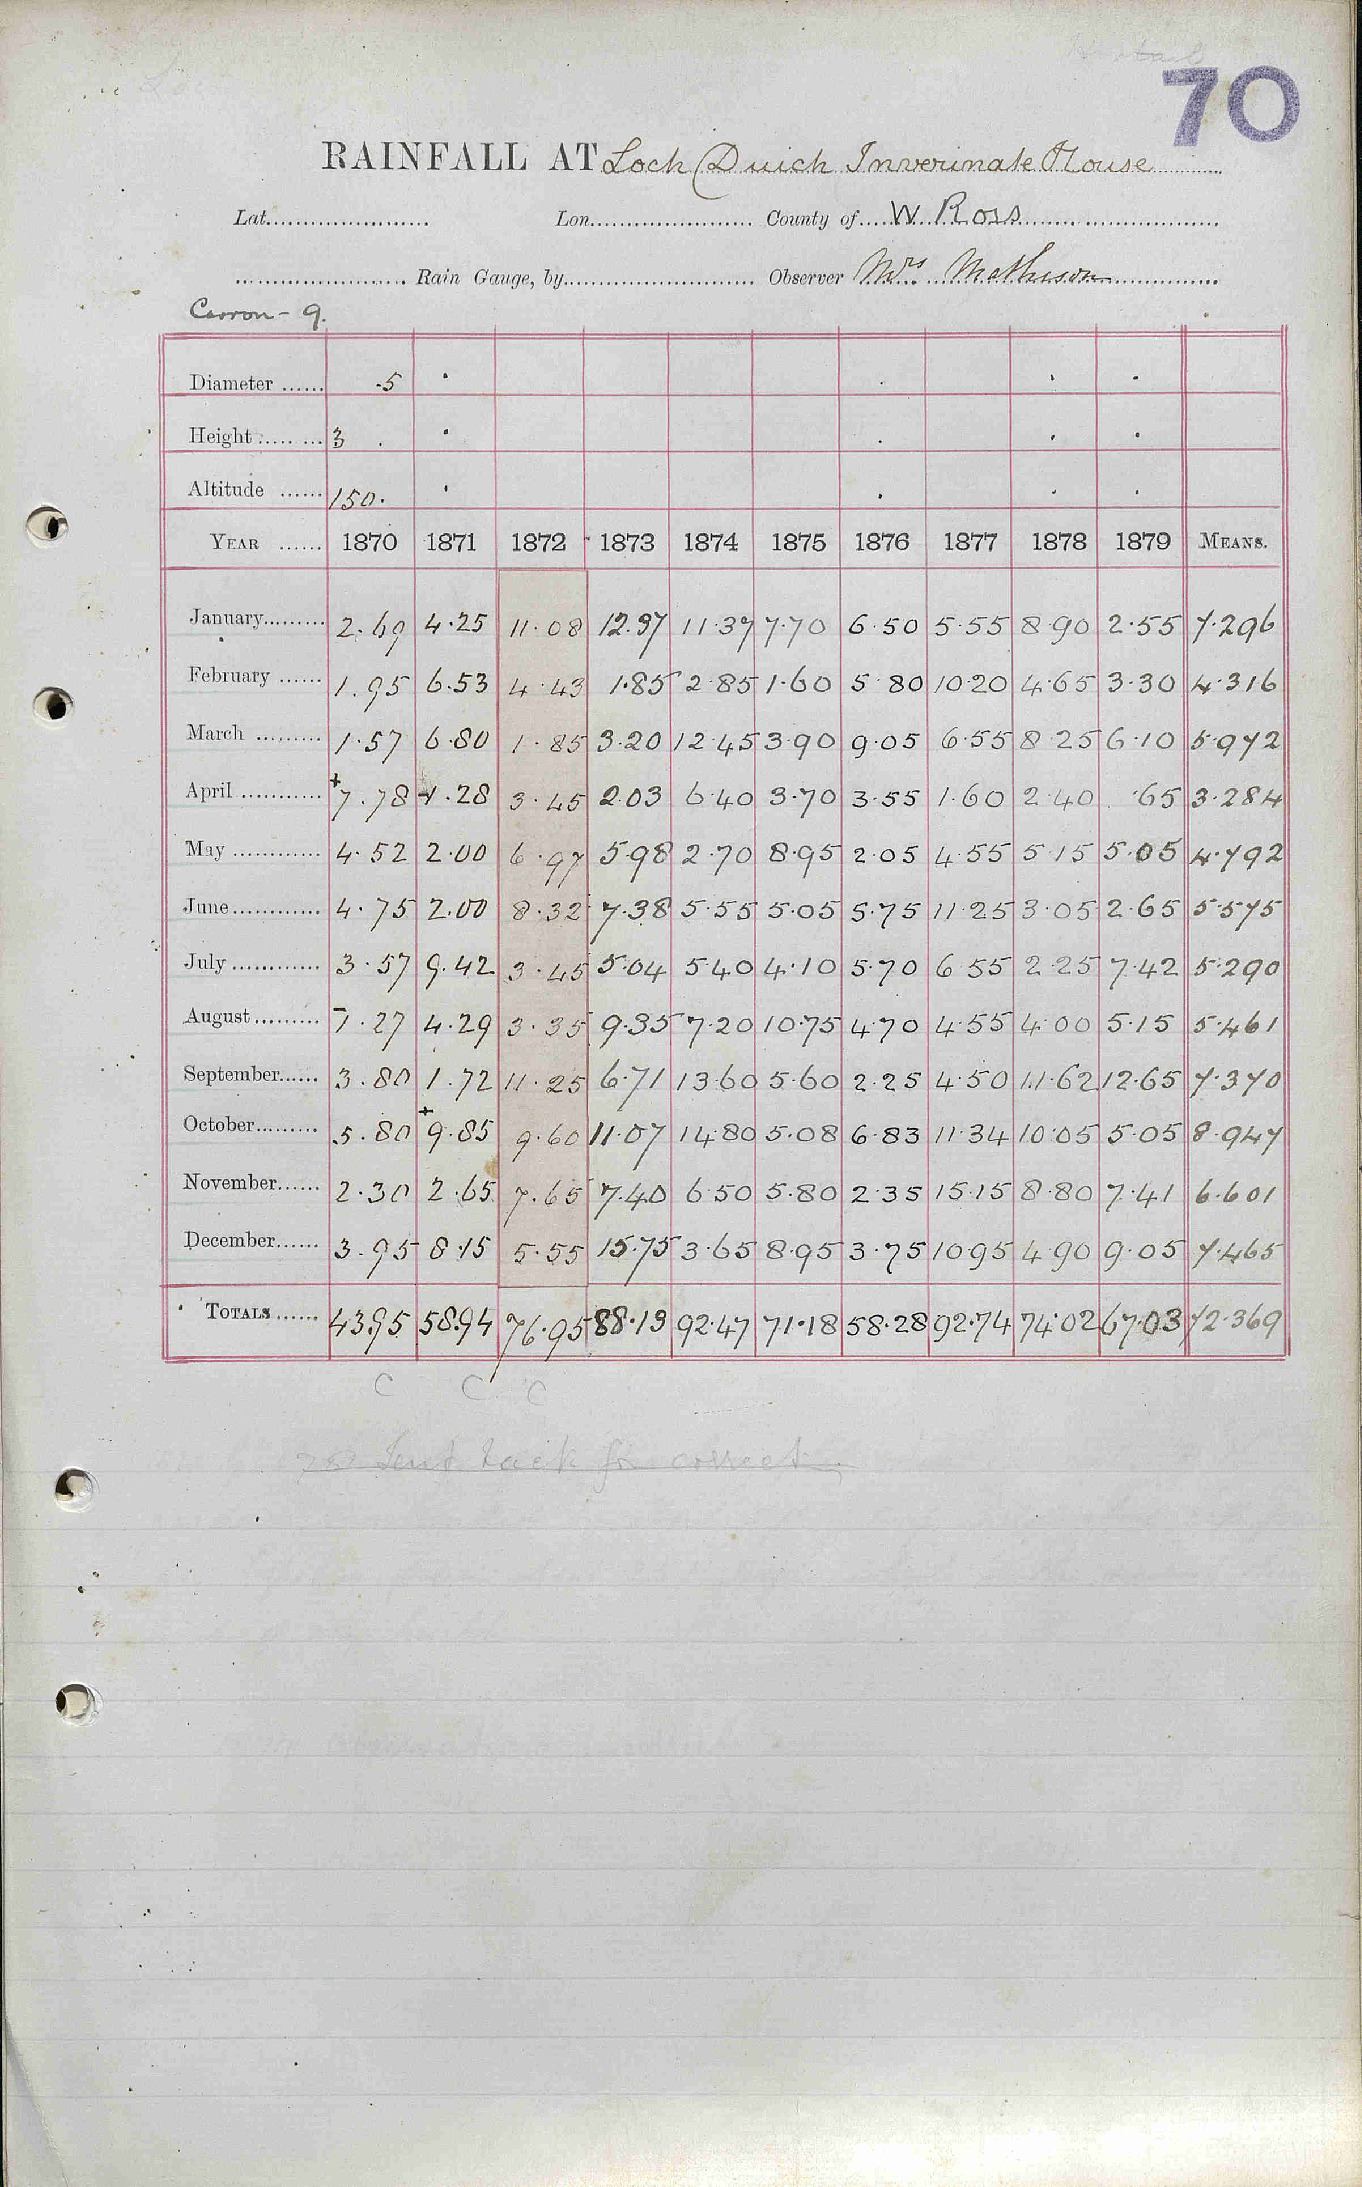 70
RAINFALL AT Loch Duich Inverinate House
Lat. Lon. County of W Ross
Rain Gauge, by Observer Mrs Matheson
Carron - 9.
Diameter ...... .5
Height ...... 3
Altitude ...... 150.
YEAR ...... 1870 1871 1872 1873 1874 1875 1876 1877 1878 1879 MEANS.
January 2.69 4.25 11.08 12.37 11.37 7.70 6.50 5.55 8.90 2.55 7.296
February 1.95 6.53 4.43 1.85 2.85 1.60 5.80 10.20 4.65 3.30 4.316
March 1.57 6.80 1.85 3.20 12.45 3.90 9.05 6.55 8.25 6.10 5.972
April +7.78 1.28 3.45 2.03 6.40 3.70 3.55 1.60 2.40 .65 3.284
May 4.52 2.00 6.97 5.98 2.70 8.95 2.05 4.55 5.15 5.05 4.792
June 4.75 2.00 8.32 7.38 5.55 5.05 5.75 11.25 3.05 2.65 5.575
July 3.57 9.42 3.45 5.04 5.40 4.10 5.70 6.55 2.25 7.42 5.290
August 7.27 4.29 3.35 9.35 7.20 10.75 4.70 4.55 4.00 5.15 5.461
September 3.80 1.72 11.25 6.71 13.60 5.60 2.25 4.50 11.62 12.65 7.370
October 5.80 +9.85 9.60 11.07 14.80 5.08 6.83 11.34 10.05 5.05 8.947
November 2.30 2.65 7.65 7.40 6.50 5.80 2.35 15.15 8.80 7.41 6.601
December 3.95 8.15 5.55 15.75 3.65 8.95 3.75 10.95 4.90 9.05 7.465
TOTALS 43.95 58.94 76.95 88.13 92.47 71.18 58.28 92.74 74.02 67.03 72.369
C C C
Sent back for correct